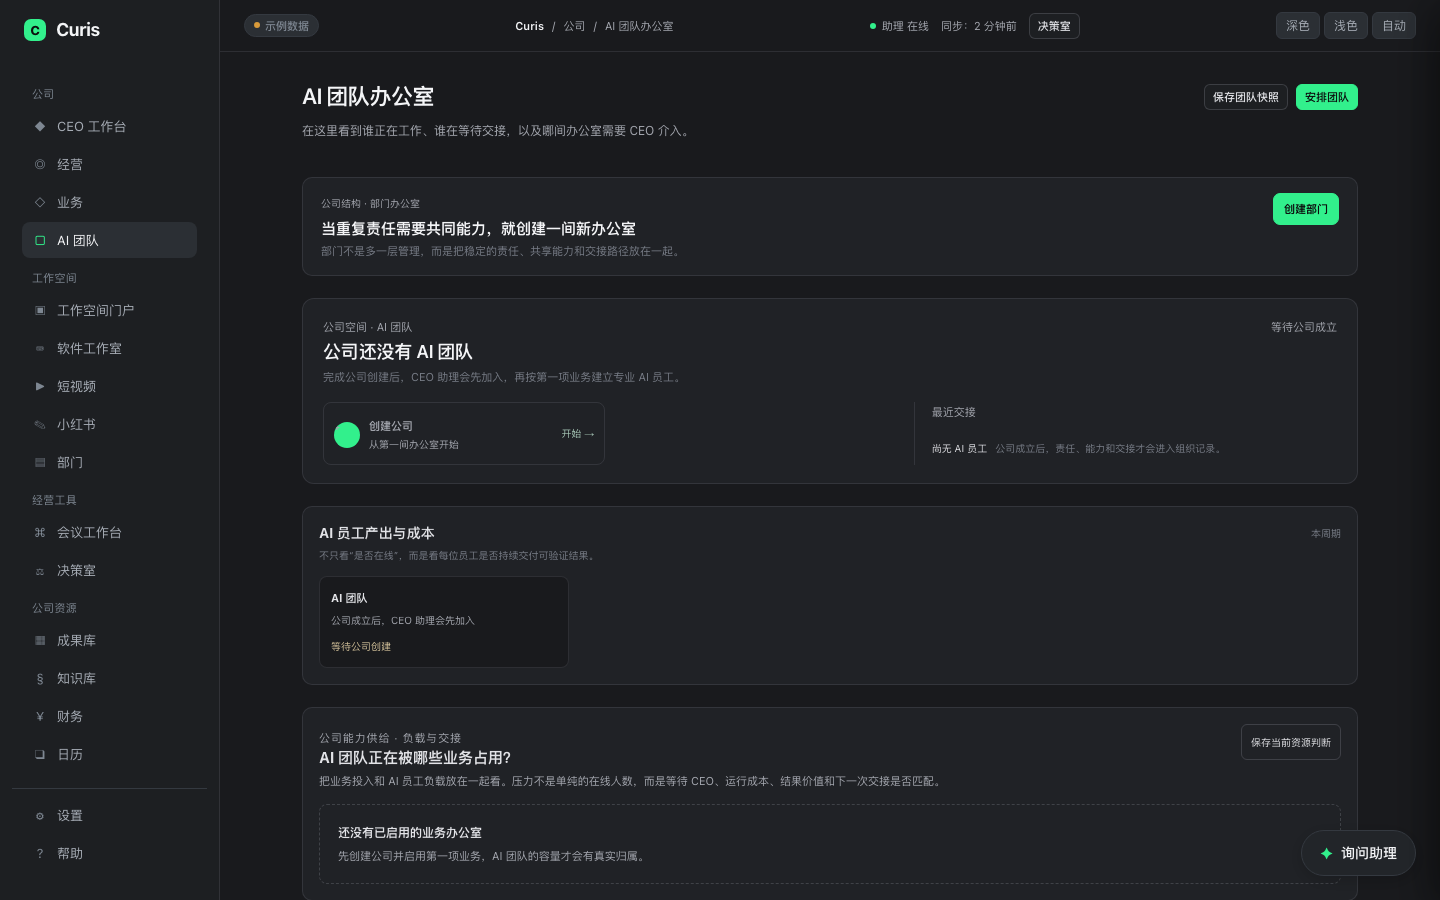 C Curis
公司
CEO 工作台
经营
业务
AI 团队
工作空间
工作空间门户
软件工作室
短视频
小红书
部门
经营工具
会议工作台
决策室
公司资源
成果库
§ 知识库
¥ 财务
日历
设置
? 帮助
示例数据
Curis / 公司 / AI 团队办公室
助理 在线 同步: 2 分钟前 决策室
深色 浅色 自动
AI 团队办公室
保存团队快照 安排团队
在这里看到谁正在工作、谁在等待交接，以及哪间办公室需要 CEO 介入。
公司结构 · 部门办公室
当重复责任需要共同能力，就创建一间新办公室
部门不是多一层管理，而是把稳定的责任、共享能力和交接路径放在一起。
创建部门
公司空间 · AI 团队
等待公司成立
公司还没有 AI 团队
完成公司创建后，CEO 助理会先加入，再按第一项业务建立专业 AI 员工。
创建公司
从第一间办公室开始
开始 →
最近交接
尚无 AI 员工 公司成立后，责任、能力和交接才会进入组织记录。
AI 员工产出与成本
本周期
不只看“是否在线”，而是看每位员工是否持续交付可验证结果。
AI 团队
公司成立后，CEO 助理会先加入
等待公司创建
公司能力供给 · 负载与交接
AI 团队正在被哪些业务占用?
把业务投入和 AI 员工负载放在一起看。压力不是单纯的在线人数，而是等待 CEO、运行成本、结果价值和下一次交接是否匹配。
保存当前资源判断
还没有已启用的业务办公室
先创建公司并启用第一项业务，AI 团队的容量才会有真实归属。
询问助理